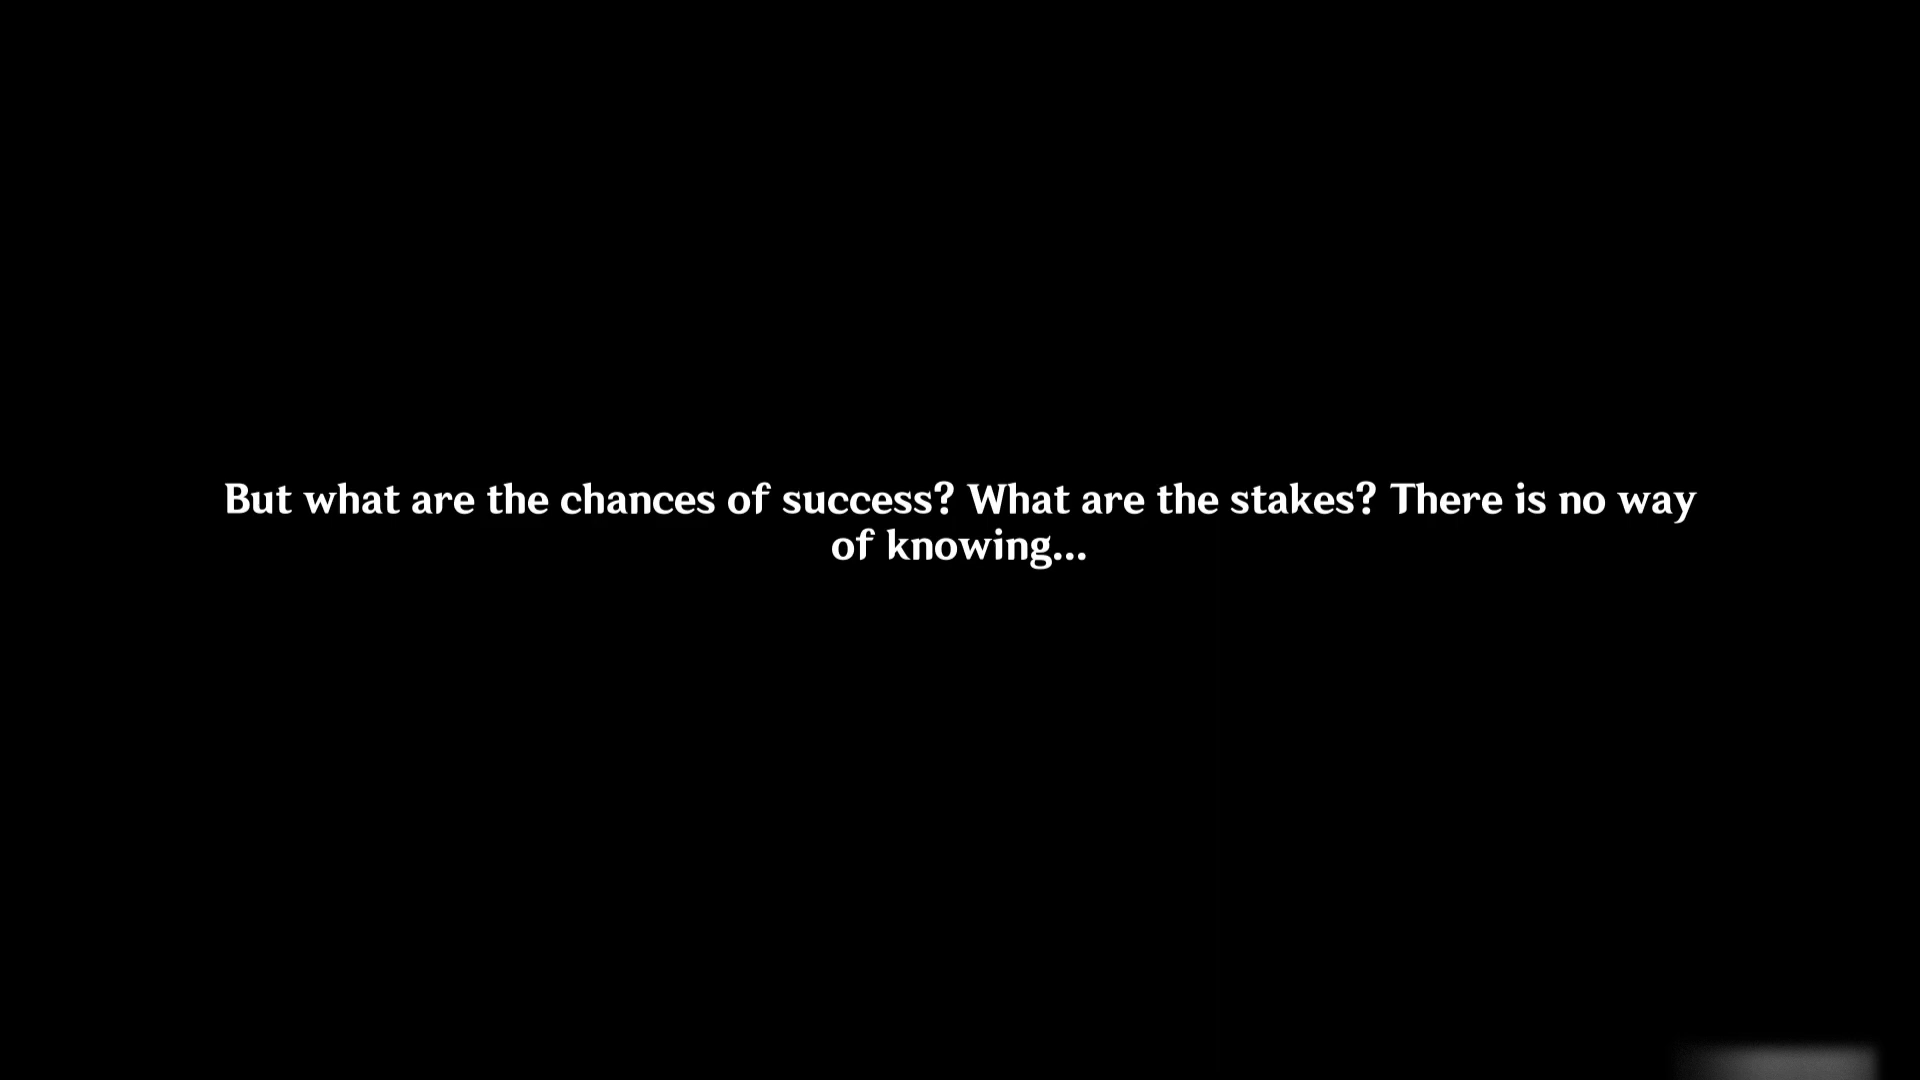 But what are the chances of success? What are the stakes? There is no way
of knowing...